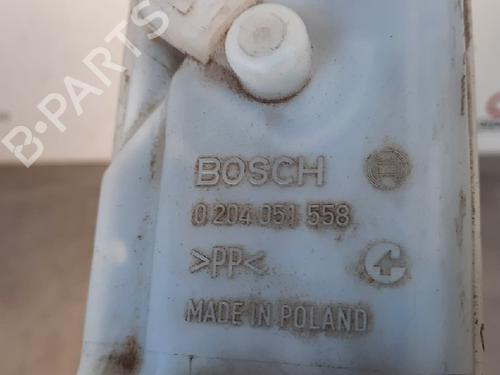 B-PARTS
BOSCH
0 204 051 558
>PP<
MADE IN POLAND